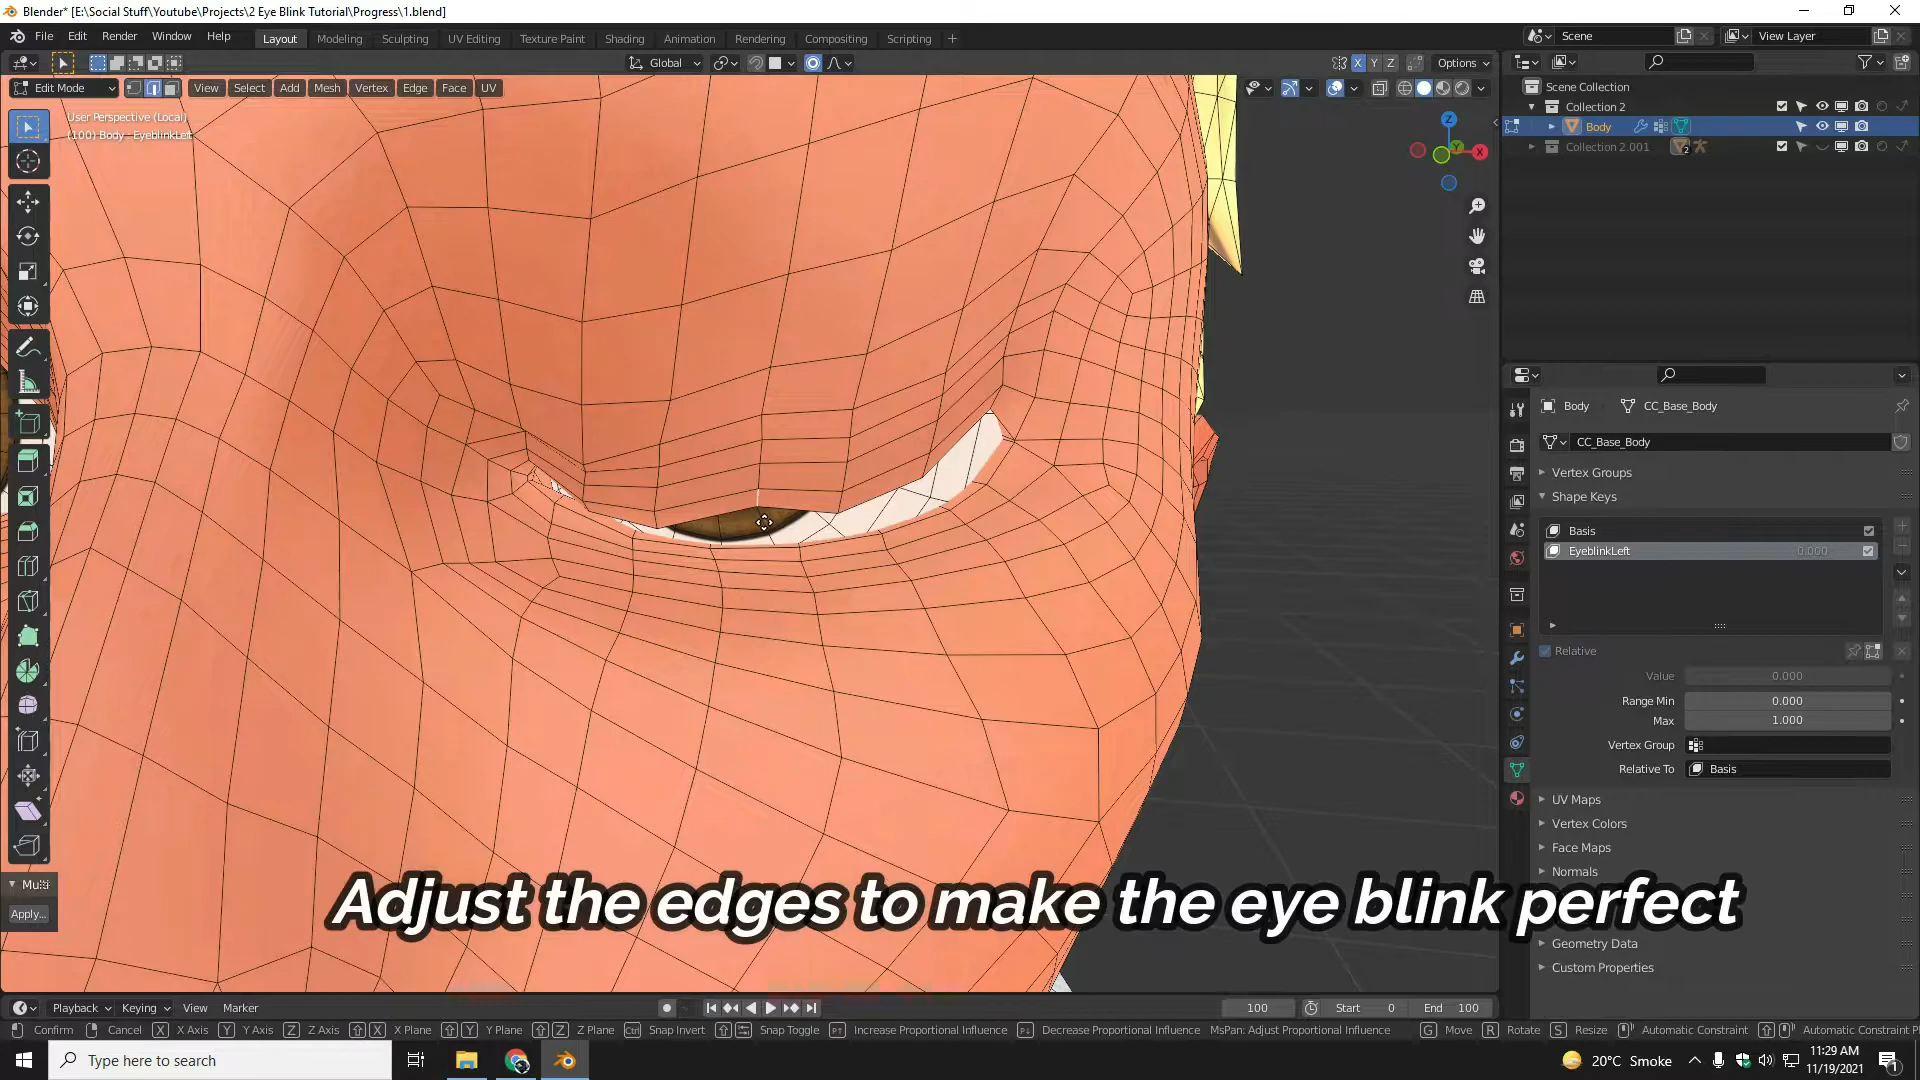 Blender* [E:\Social Stuff\Youtube\Projects\2 Eye Blink Tutorial\Progress\1.blend]
File Edit Render Window Help Layout Modeling Sculpting UV Editing Texture Paint Shading Animation Rendering Compositing Scripting + Scene View Layer
Global X Y Z Options
Edit Mode View Select Add Mesh Vertex Edge Face UV
User Perspective (Local)
(100) Body - EyeblinkLeft
Z
Y
X
Scene Collection
Collection 2
Body
Collection 2.001 2
Body CC_Base_Body
CC_Base_Body
Vertex Groups
Shape Keys
Basis
EyeblinkLeft 0.000
Relative
Value 0.000
Range Min 0.000
Max 1.000
Vertex Group
Relative To Basis
UV Maps
Vertex Colors
Face Maps
Normals
Geometry Data
Custom Properties
Apply...
Adjust the edges to make the eye blink perfect
Playback Keying View Marker 100 Start 0 End 100
Confirm Cancel X X Axis Y Y Axis Z Z Axis X X Plane Y Y Plane Z Z Plane Ctrl Snap Invert Snap Toggle Increase Proportional Influence Decrease Proportional Influence MsPan: Adjust Proportional Influence G Move R Rotate S Resize Automatic Constraint Automatic Constraint
Type here to search
20°C Smoke
11:29 AM
11/19/2021
1